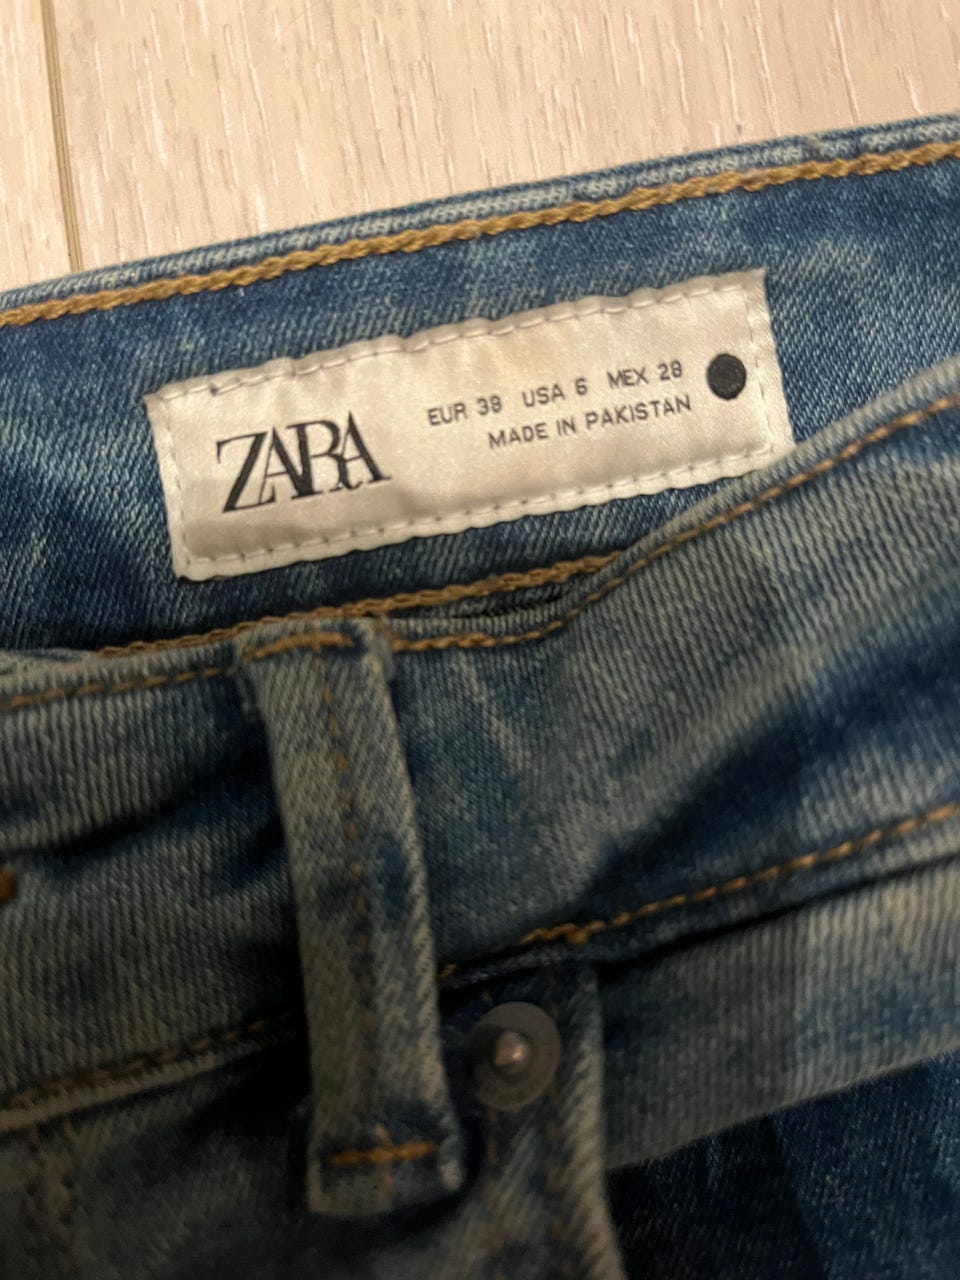 ZARA
EUR 38 USA 6 MEX 28
MADE IN PAKISTAN